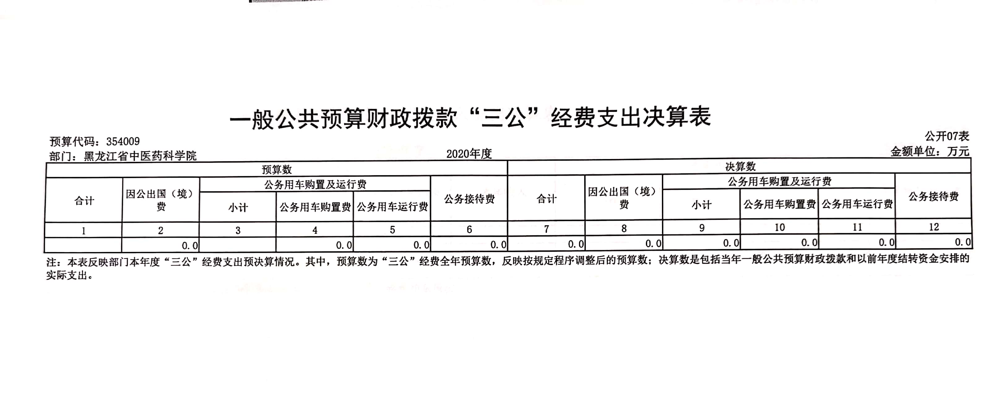 一般公共预算财政拨款“三公”经费支出决算表
预算代码：354009
公开07表
部门：黑龙江省中医药科学院
2020年度
金额单位：万元
预算数
决算数
合计
因公出国（境）
费
公务用车购置及运行费
小计
公务用车购置费
公务用车运行费
公务接待费
合计
因公出国（境）
费
公务用车购置及运行费
小计
公务用车购置费
公务用车运行费
公务接待费
1 2 3 4 5 6 7 8 9 10 11 12
0.0 0.0 0.0 0.0 0.0 0.0 0.0 0.0 0.0 0.0
注：本表反映部门本年度“三公”经费支出预决算情况。其中，预算数为“三公”经费全年预算数，反映按规定程序调整后的预算数；决算数是包括当年一般公共预算财政拨款和以前年度结转资金安排的
实际支出。